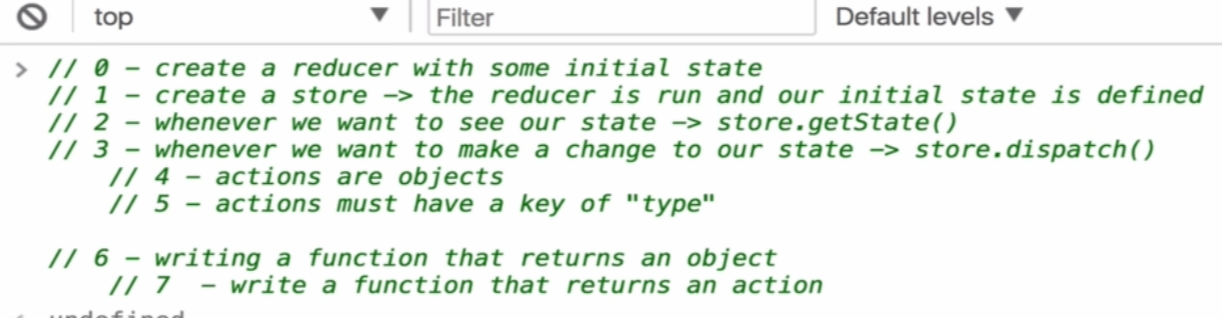 top ▼ Filter Default levels ▼
> // 0 – create a reducer with some initial state
// 1 – create a store –> the reducer is run and our initial state is defined
// 2 – whenever we want to see our state –> store.getState()
// 3 – whenever we want to make a change to our state –> store.dispatch()
// 4 – actions are objects
// 5 – actions must have a key of "type"
// 6 – writing a function that returns an object
// 7  – write a function that returns an action
undefined